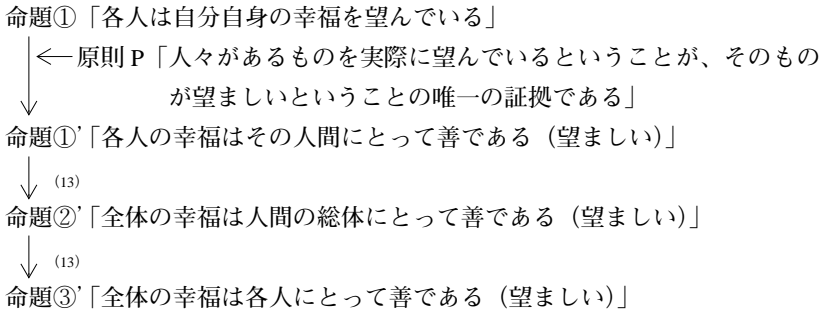 命題①「各人は自分自身の幸福を望んでいる」
原則 P「人々があるものを実際に望んでいるということが、そのもの
が望ましいということの唯一の証拠である」
命題①’「各人の幸福はその人間にとって善である（望ましい）」
(13)
命題②’「全体の幸福は人間の総体にとって善である（望ましい）」
(13)
命題③’「全体の幸福は各人にとって善である（望ましい）」